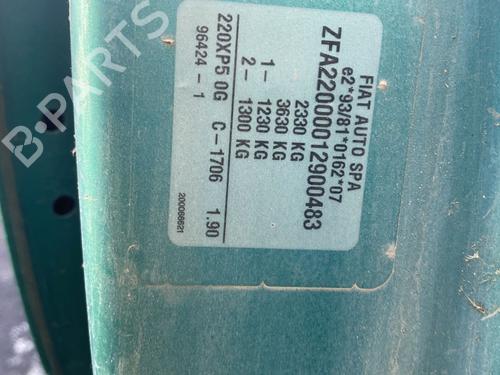 FIAT AUTO SPA
e2*93/81*0162*07
ZFA22000012900483
2330 KG
3630 KG
1- 1230 KG
2- 1300 KG
220XP5 0G C-1706 1.90
96424-1
200088621
B-PARTS